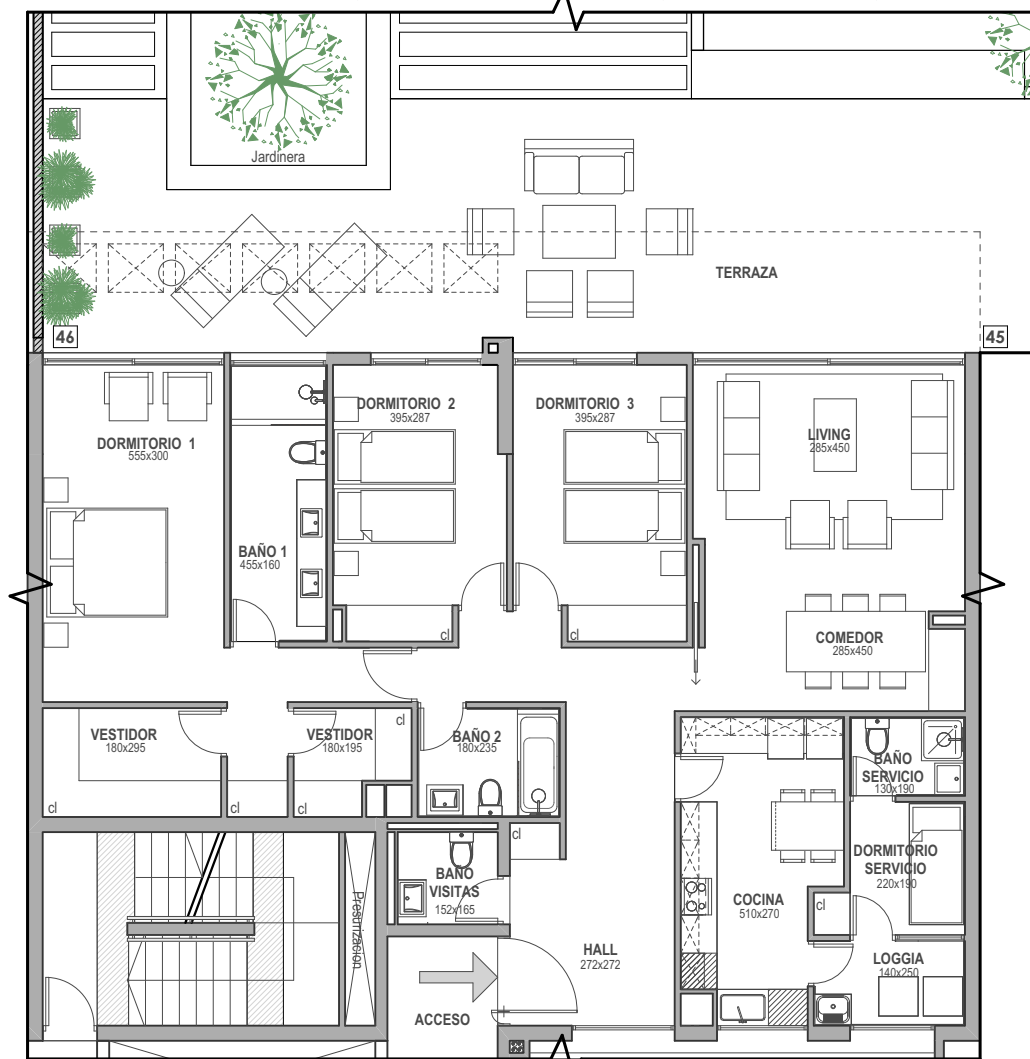 Jardinera
TERRAZA
46
45
DORMITORIO 1
555x300
DORMITORIO 2
395x287
DORMITORIO 3
395x287
LIVING
285x450
BAÑO 1
455x160
cl
cl
COMEDOR
285x450
VESTIDOR
180x295
VESTIDOR
180x195
cl
BAÑO 2
180x235
BAÑO
SERVICIO
130x190
cl
cl
cl
cl
DORMITORIO
SERVICIO
220x190
BAÑO
VISITAS
152x165
COCINA
510x270
cl
Presurizacion
HALL
272x272
LOGGIA
140x250
ACCESO